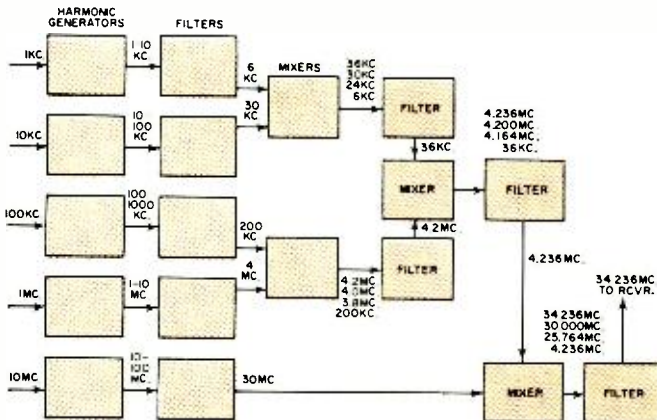 HARMONIC
GENERATORS
FILTERS
1KC
1-10
KC
6
KC
MIXERS
36KC
30KC
24KC
6KC
FILTER
10KC
10
100
KC
30
KC
36KC
4.236MC
4.200MC
4.164MC
36KC
MIXER
FILTER
100KC
100
1000
KC
200
KC
4.2MC
FILTER
4.236MC
1MC
1-10
MC
4
MC
4.2MC
4.0MC
3.8MC
200KC
34.236MC
TO RCVR.
34.236MC
30.000MC
25.764MC
4.236MC
10MC
10-
100
MC
30MC
MIXER
FILTER